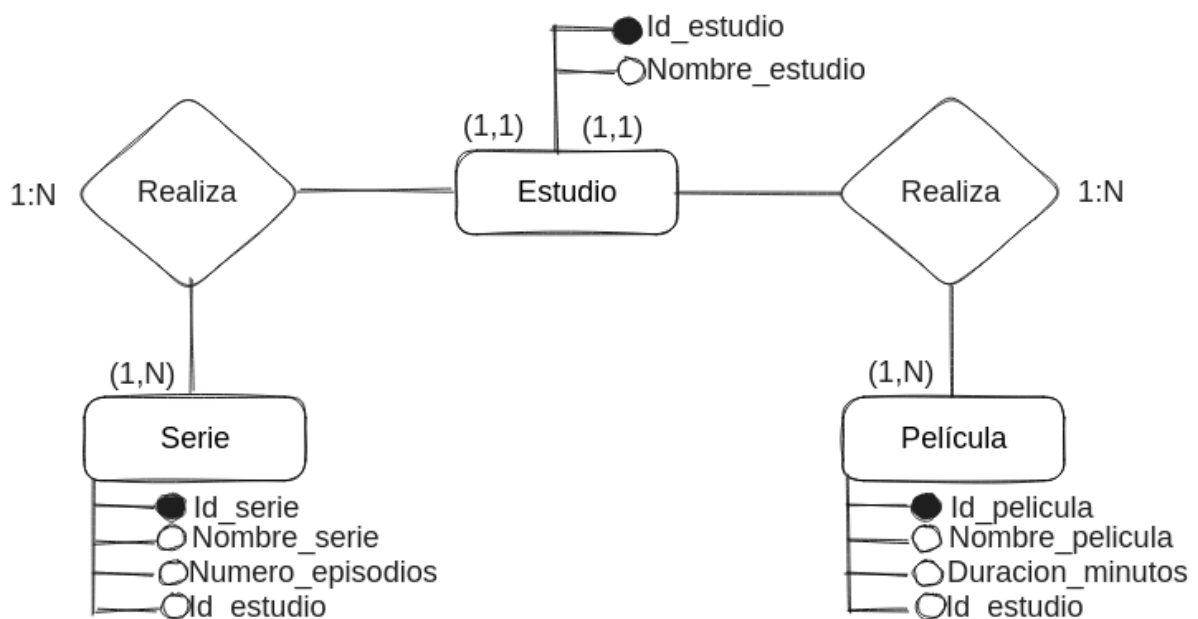 Id_estudio
Nombre_estudio
(1,1)
(1,1)
1:N
Realiza
Estudio
Realiza
1:N
(1,N)
(1,N)
Serie
Película
Id_serie
Nombre_serie
Numero_episodios
Id_estudio
Id_pelicula
Nombre_pelicula
Duracion_minutos
Id_estudio